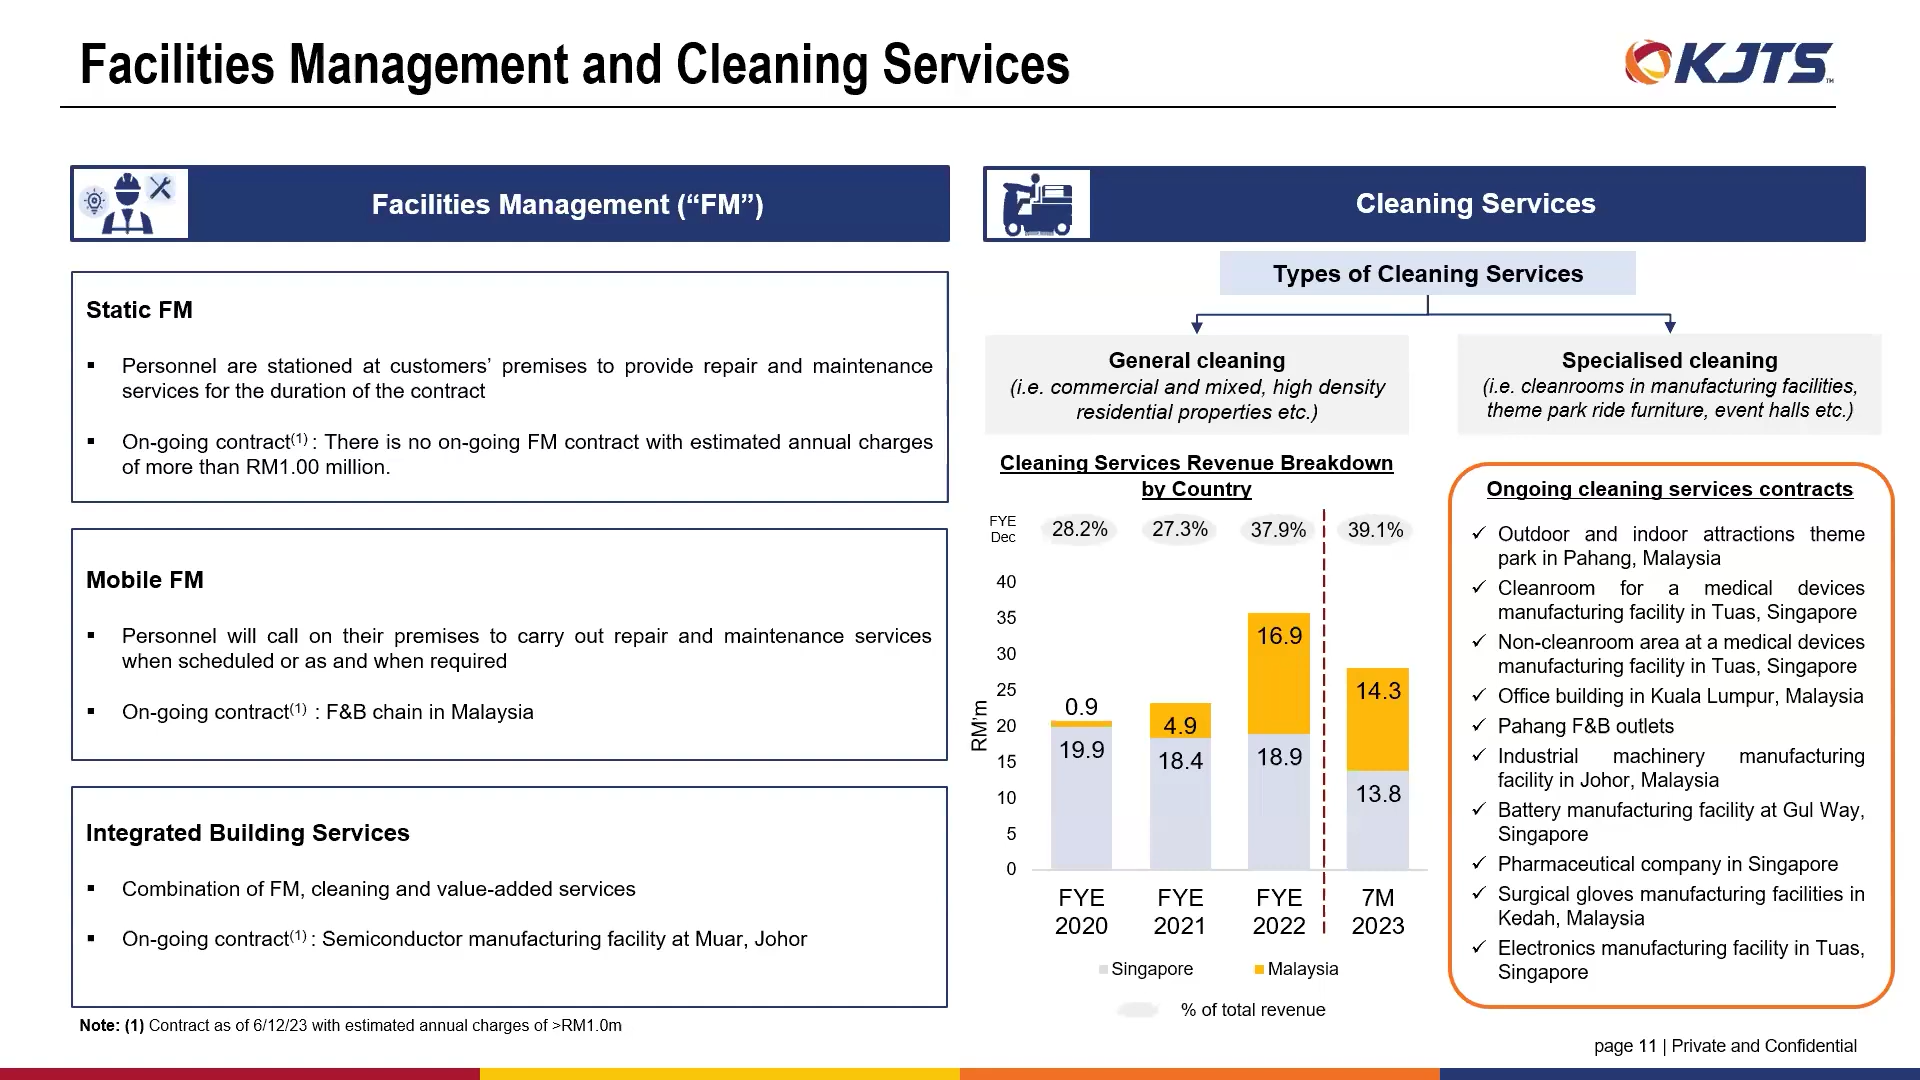 Facilities Management and Cleaning Services
KJTS™
Facilities Management (“FM”)
Static FM
▪ Personnel are stationed at customers’ premises to provide repair and maintenance
services for the duration of the contract
▪ On-going contract(1) : There is no on-going FM contract with estimated annual charges
of more than RM1.00 million.
Mobile FM
▪ Personnel will call on their premises to carry out repair and maintenance services
when scheduled or as and when required
▪ On-going contract(1) : F&B chain in Malaysia
Integrated Building Services
▪ Combination of FM, cleaning and value-added services
▪ On-going contract(1) : Semiconductor manufacturing facility at Muar, Johor
Note: (1) Contract as of 6/12/23 with estimated annual charges of >RM1.0m
Cleaning Services
Types of Cleaning Services
General cleaning
(i.e. commercial and mixed, high density
residential properties etc.)
Specialised cleaning
(i.e. cleanrooms in manufacturing facilities,
theme park ride furniture, event halls etc.)
Cleaning Services Revenue Breakdown
by Country
FYE
Dec
28.2% 27.3% 37.9% 39.1%
RM’m
40
35
30
25
20
15
10
5
0
0.9
19.9
4.9
18.4
16.9
18.9
14.3
13.8
FYE
2020
FYE
2021
FYE
2022
7M
2023
Singapore Malaysia
% of total revenue
Ongoing cleaning services contracts
✓ Outdoor and indoor attractions theme
park in Pahang, Malaysia
✓ Cleanroom for a medical devices
manufacturing facility in Tuas, Singapore
✓ Non-cleanroom area at a medical devices
manufacturing facility in Tuas, Singapore
✓ Office building in Kuala Lumpur, Malaysia
✓ Pahang F&B outlets
✓ Industrial machinery manufacturing
facility in Johor, Malaysia
✓ Battery manufacturing facility at Gul Way,
Singapore
✓ Pharmaceutical company in Singapore
✓ Surgical gloves manufacturing facilities in
Kedah, Malaysia
✓ Electronics manufacturing facility in Tuas,
Singapore
page 11 | Private and Confidential